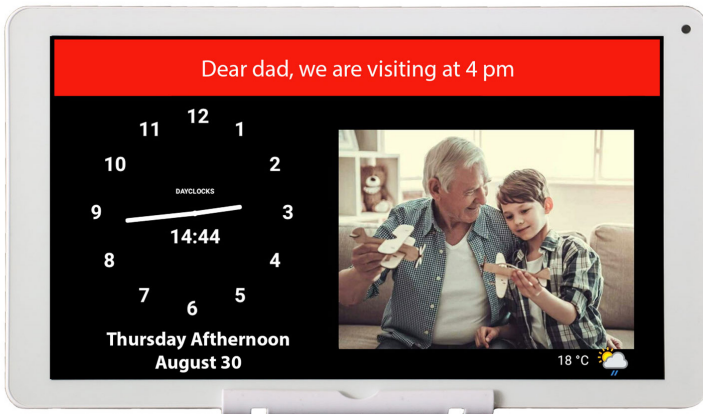 Dear dad, we are visiting at 4 pm
12
11
1
10
2
DAYCLOCKS
9
3
14:44
8
4
7
5
6
Thursday Afthernoon
August 30
18 °C